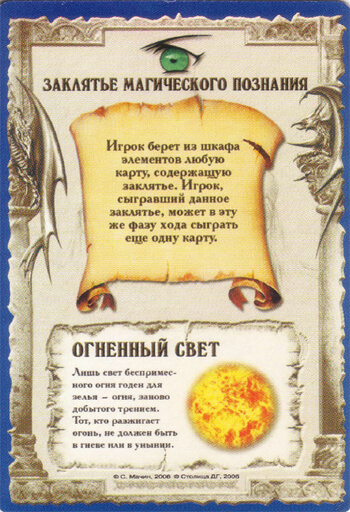 ЗАКЛЯТЬЕ МАГИЧЕСКОГО ПОЗНАНИЯ
Игрок берет из шкафа
элементов любую
карту, содержащую
заклятье. Игрок,
сыгравший данное
заклятье, может в эту
же фазу хода сыграть
еще одну карту.
ОГНЕННЫЙ СВЕТ
Лишь свет беспримес-
ного огня годен для
зелья – огня, заново
добытого трением.
Тот, кто разжигает
огонь, не должен быть
в гневе или в унынии.
© С. Мачин, 2006 © Столица ДГ, 2006